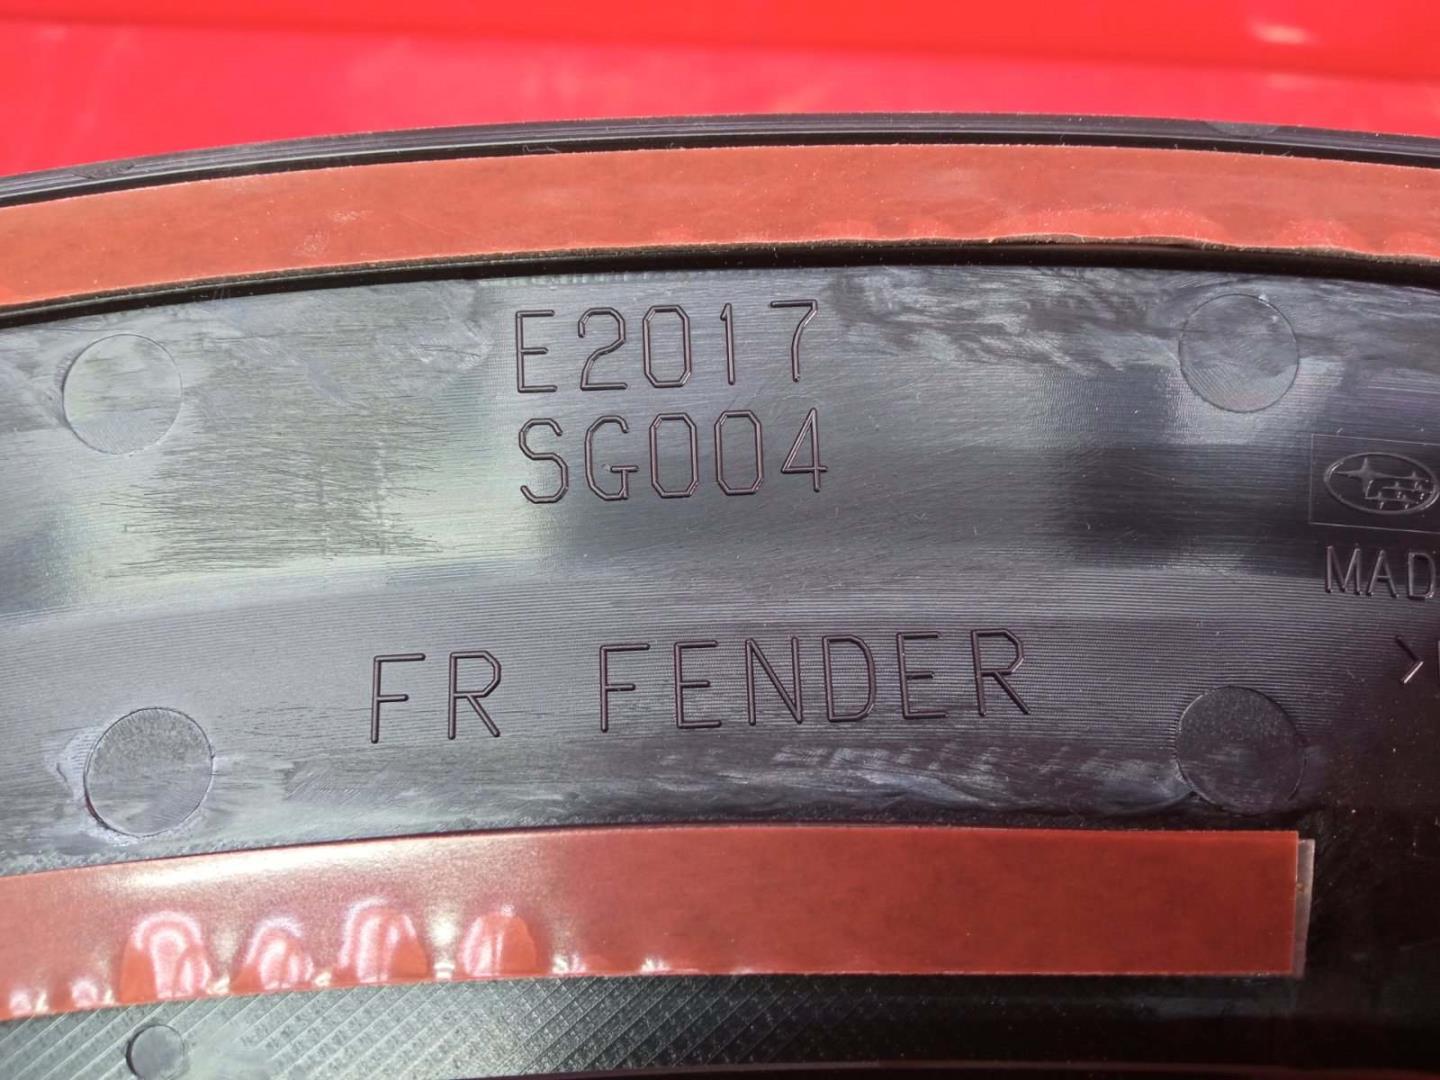 E2017
SG004
FR FENDER
MAD
>